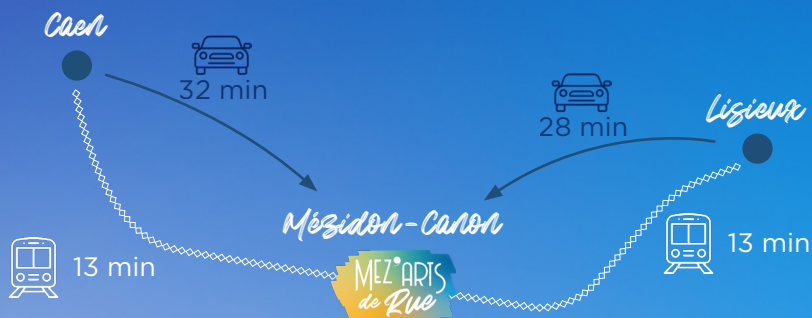 Caen
32 min
Lisieux
28 min
Mézidon-Canon
13 min
13 min
MEZ'ARTS
de Rue